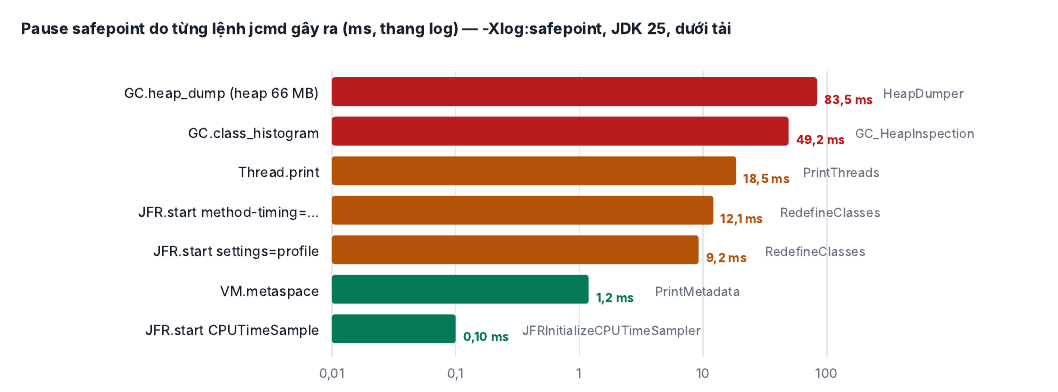 Pause safepoint do từng lệnh jcmd gây ra (ms, thang log) — -Xlog:safepoint, JDK 25, dưới tải
GC.heap_dump (heap 66 MB) 83,5 ms HeapDumper
GC.class_histogram 49,2 ms GC_HeapInspection
Thread.print 18,5 ms PrintThreads
JFR.start method-timing=... 12,1 ms RedefineClasses
JFR.start settings=profile 9,2 ms RedefineClasses
VM.metaspace 1,2 ms PrintMetadata
JFR.start CPUTimeSample 0,10 ms JFRInitializeCPUTimeSampler
0,01 0,1 1 10 100